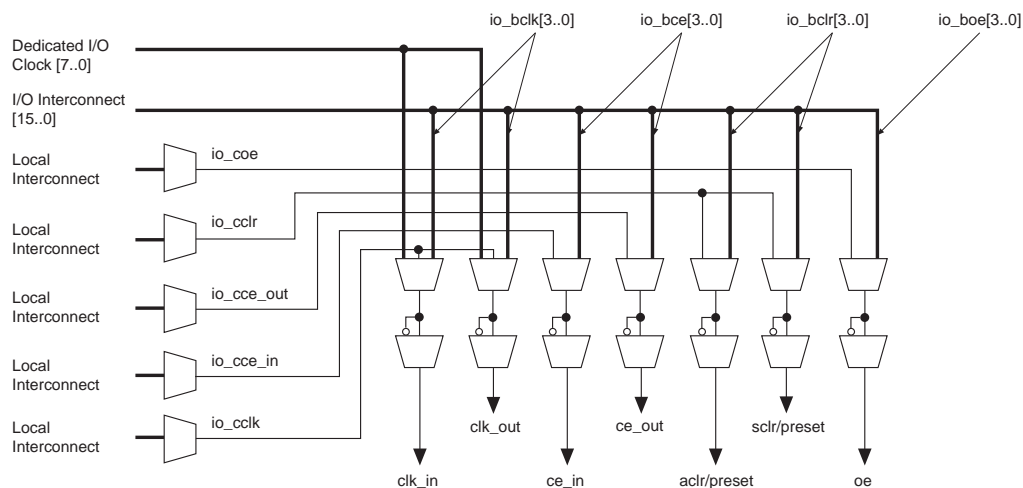 io_bclk[3..0]
io_bce[3..0]
io_bclr[3..0]
io_boe[3..0]
Dedicated I/O
Clock [7..0]
I/O Interconnect
[15..0]
Local
Interconnect
io_coe
Local
Interconnect
io_cclr
Local
Interconnect
io_cce_out
Local
Interconnect
io_cce_in
Local
Interconnect
io_cclk
clk_out
ce_out
sclr/preset
clk_in
ce_in
aclr/preset
oe